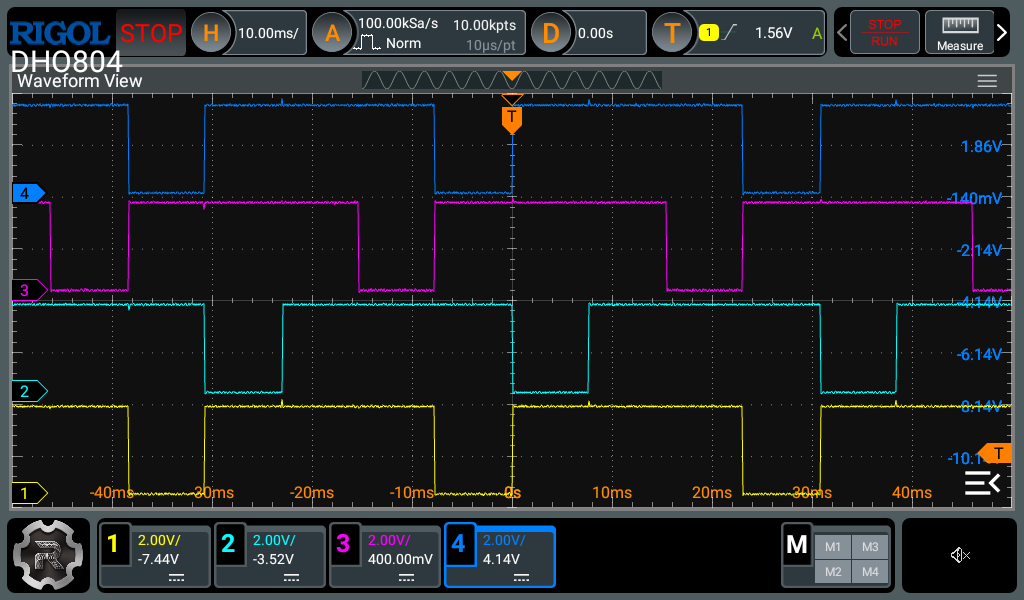 RIGOL STOP H 10.00ms/ A 100.00kSa/s 10.00kpts D 0.00s T 1 1.56V A STOP
Norm 10µs/pt RUN Measure
DHO804
Waveform View
T
1.86V
4 -140mV
-2.14V
3
-4.14V
-6.14V
2
-8.14V
-10.1 T
1 -40ms -30ms -20ms -10ms 0s 10ms 20ms 30ms 40ms
1 2.00V/ 2 2.00V/ 3 2.00V/ 4 2.00V/ M M1 M3
-7.44V -3.52V 400.00mV 4.14V M2 M4
R